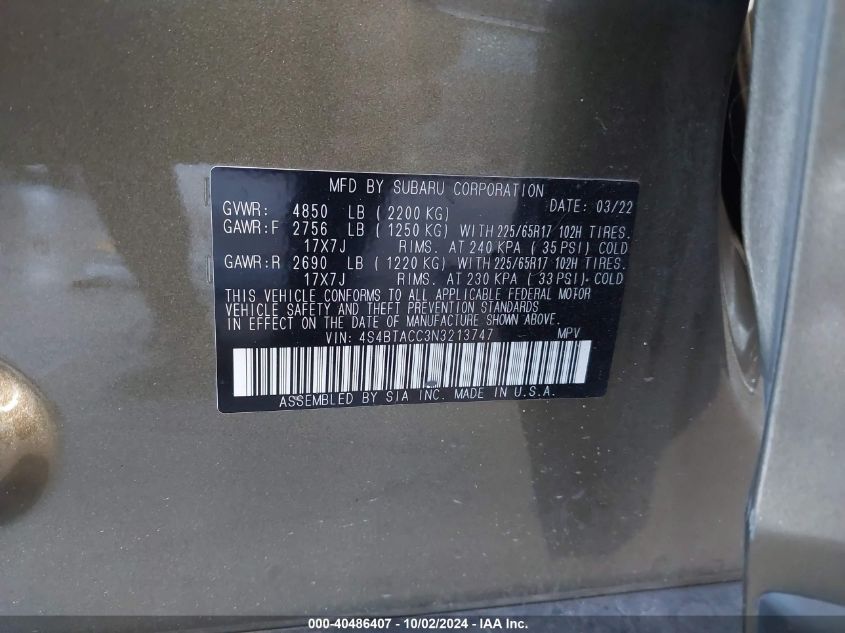 MFD BY SUBARU CORPORATION
GVWR: 4850 LB (2200 KG) DATE: 03/22
GAWR:F 2756 LB (1250 KG) WITH 225/65R17 102H TIRES.
17X7J RIMS. AT 240 KPA (35 PSI) COLD
GAWR:R 2690 LB (1220 KG) WITH 225/65R17 102H TIRES.
17X7J RIMS. AT 230 KPA (33 PSI). COLD
THIS VEHICLE CONFORMS TO ALL APPLICABLE FEDERAL MOTOR
VEHICLE SAFETY AND THEFT PREVENTION STANDARDS
IN EFFECT ON THE DATE OF MANUFACTURE SHOWN ABOVE.
VIN: 4S4BTACC3N3213747 MPV
ASSEMBLED BY SIA INC. MADE IN U.S.A.
000-40486407 - 10/02/2024 - IAA Inc.